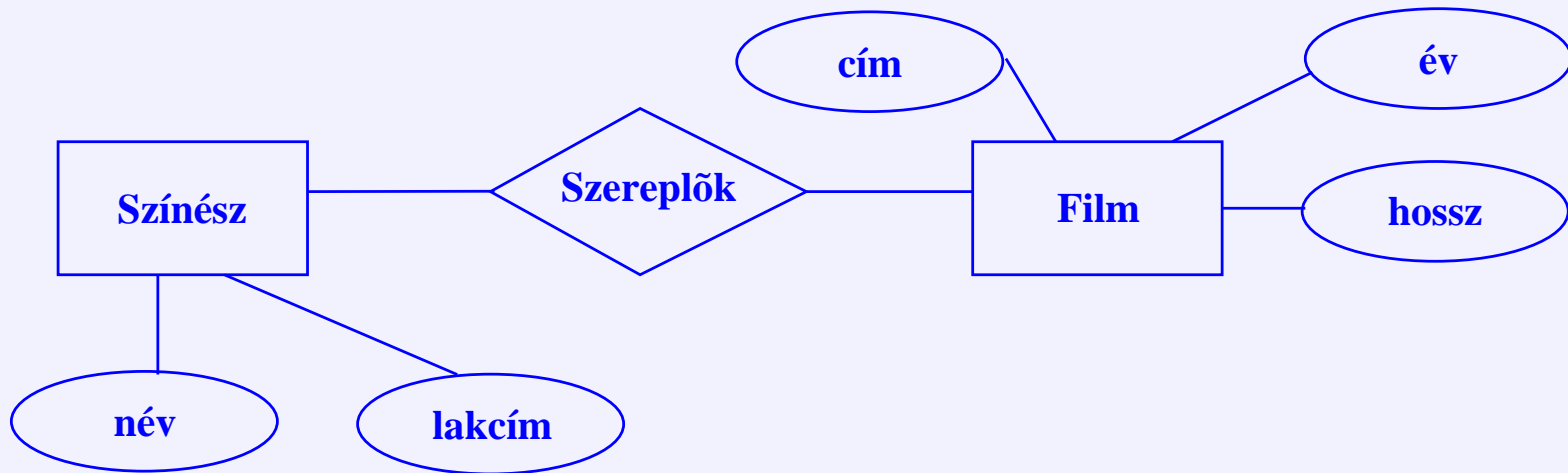 cím
év
Színész
Szereplõk
Film
hossz
név
lakcím